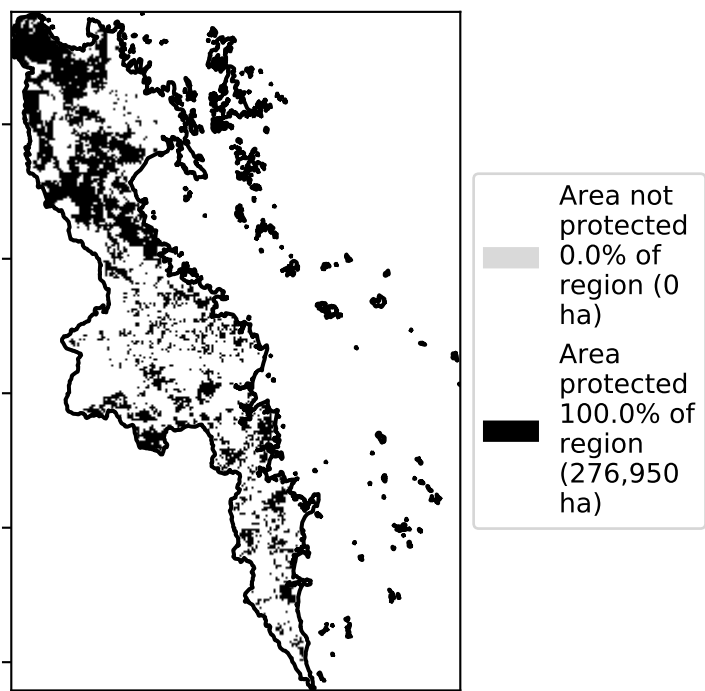 Area not
protected
0.0% of
region (0
ha)
Area
protected
100.0% of
region
(276,950
ha)